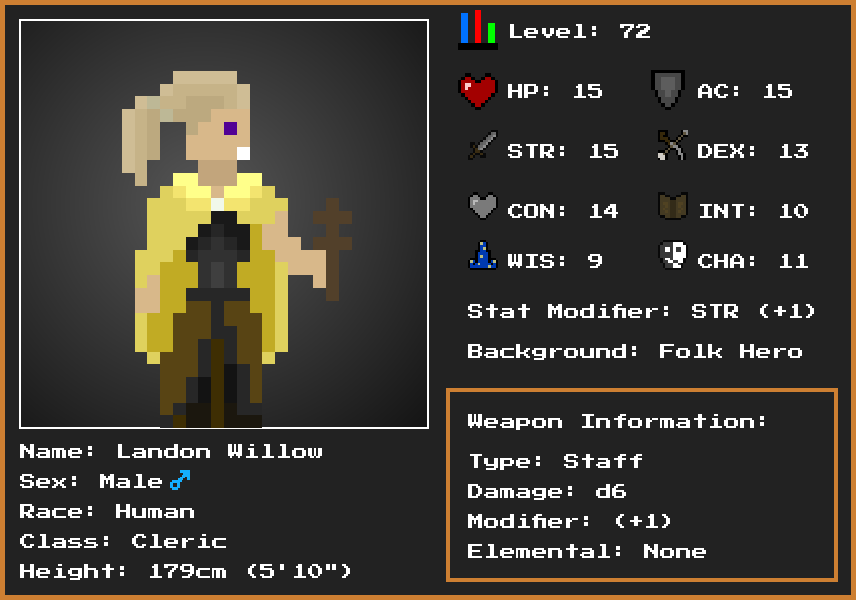 Level: 72
HP: 15 AC: 15
STR: 15 DEX: 13
CON: 14 INT: 10
WIS: 9 CHA: 11
Stat Modifier: STR (+1)
Background: Folk Hero
Weapon Information:
Type: Staff
Damage: d6
Modifier: (+1)
Elemental: None
Name: Landon Willow
Sex: Male♂
Race: Human
Class: Cleric
Height: 179cm (5'10")